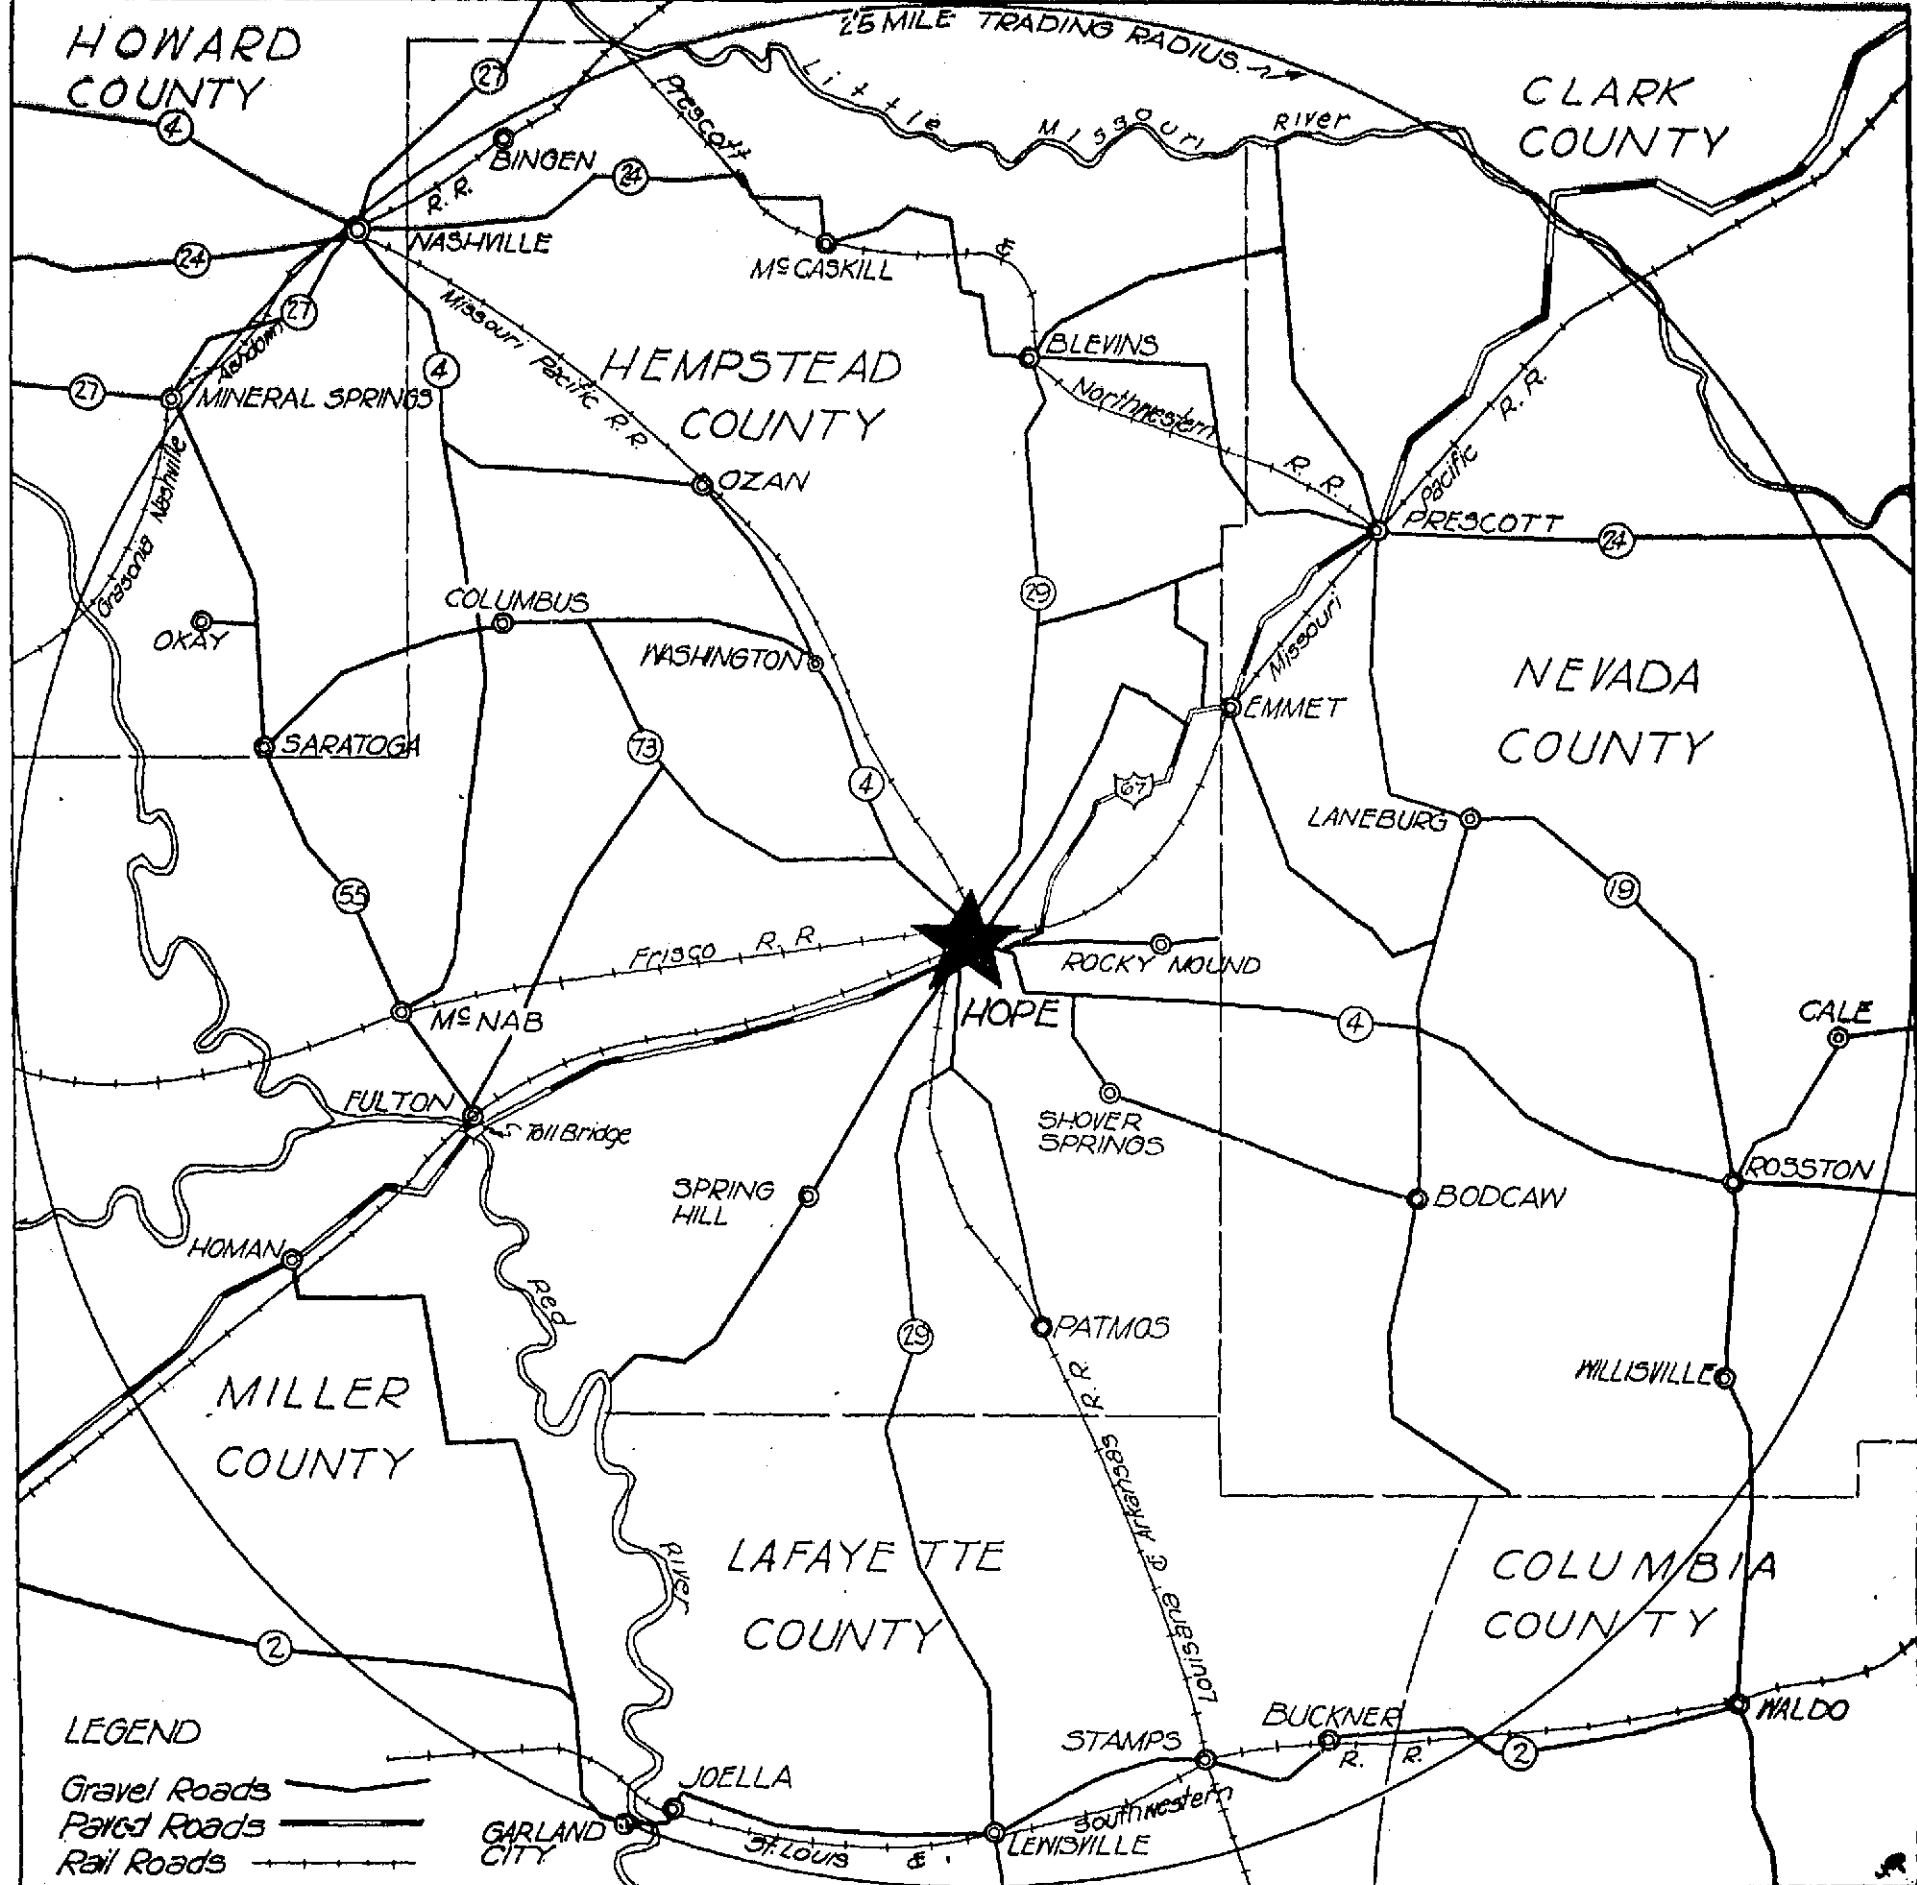 HOWARD
COUNTY
25 MILE TRADING RADIUS.
CLARK
COUNTY
27
4
Prescott
Little Missouri River
BINGEN
R. R.
24
NASHVILLE
24
McCASKILL
&
27
Missouri Pacific R. R.
Ashdown
4
HEMPSTEAD
COUNTY
BLEVINS
27
MINERAL SPRINGS
Northwestern R. R.
R. R.
Pacific
Missouri
Nashville
Graysonia
OZAN
PRESCOTT
24
COLUMBUS
29
OKAY
WASHINGTON
NEVADA
COUNTY
EMMET
SARATOGA
73
4
67
LANEBURG
19
55
Frisco R. R
ROCKY MOUND
HOPE
McNAB
4
CALE
FULTON
Toll Bridge
SHOVER
SPRINGS
SPRING
HILL
BODCAW
ROSSTON
HOMAN
Red
29
PATMOS
WILLISVILLE
R. R.
MILLER
COUNTY
Louisiana & Arkansas
LAFAYETTE
COUNTY
River
COLUMBIA
COUNTY
2
LEGEND
Gravel Roads
Paved Roads
Rail Roads
STAMPS
BUCKNER
R. R.
2
WALDO
JOELLA
GARLAND
CITY
St. Louis &
Southwestern
LEWISVILLE